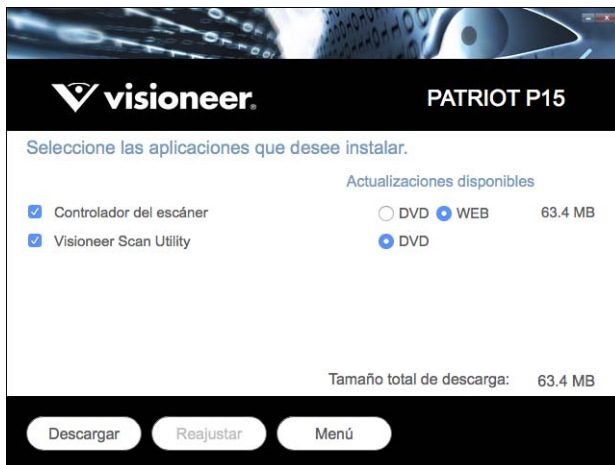 visioneer®
PATRIOT P15
Seleccione las aplicaciones que desee instalar.
Actualizaciones disponibles
Controlador del escáner DVD WEB 63.4 MB
Visioneer Scan Utility DVD
Tamaño total de descarga: 63.4 MB
Descargar Reajustar Menú